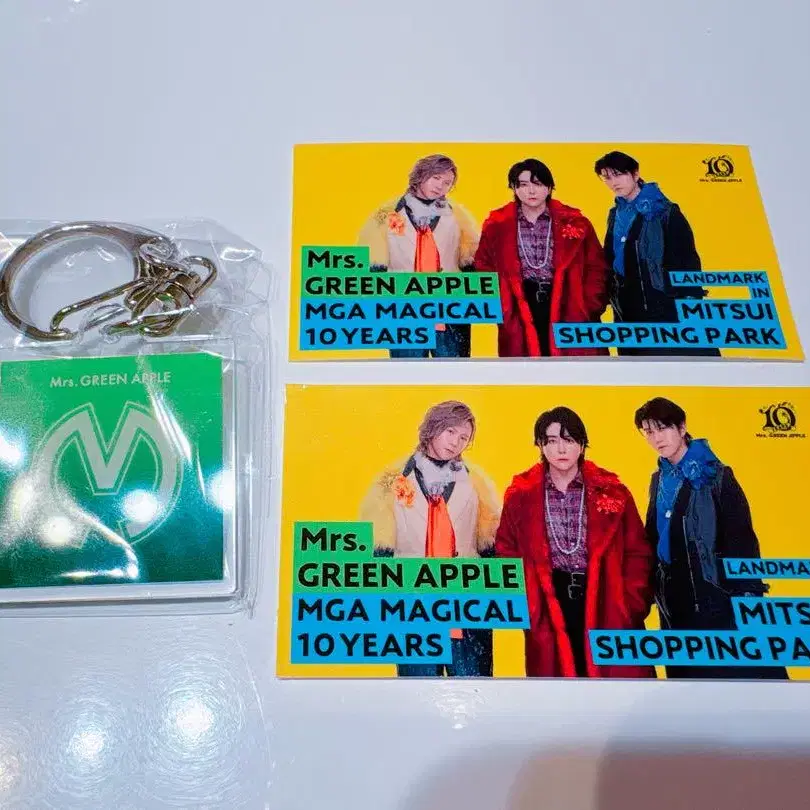 Mrs. GREEN APPLE
10
Mrs. GREEN APPLE
Mrs.
GREEN APPLE
MGA MAGICAL
10 YEARS
LANDMARK
IN
MITSUI
SHOPPING PARK
10
Mrs. GREEN APPLE
Mrs.
GREEN APPLE
MGA MAGICAL
10 YEARS
LANDMA
MITS
SHOPPING PA